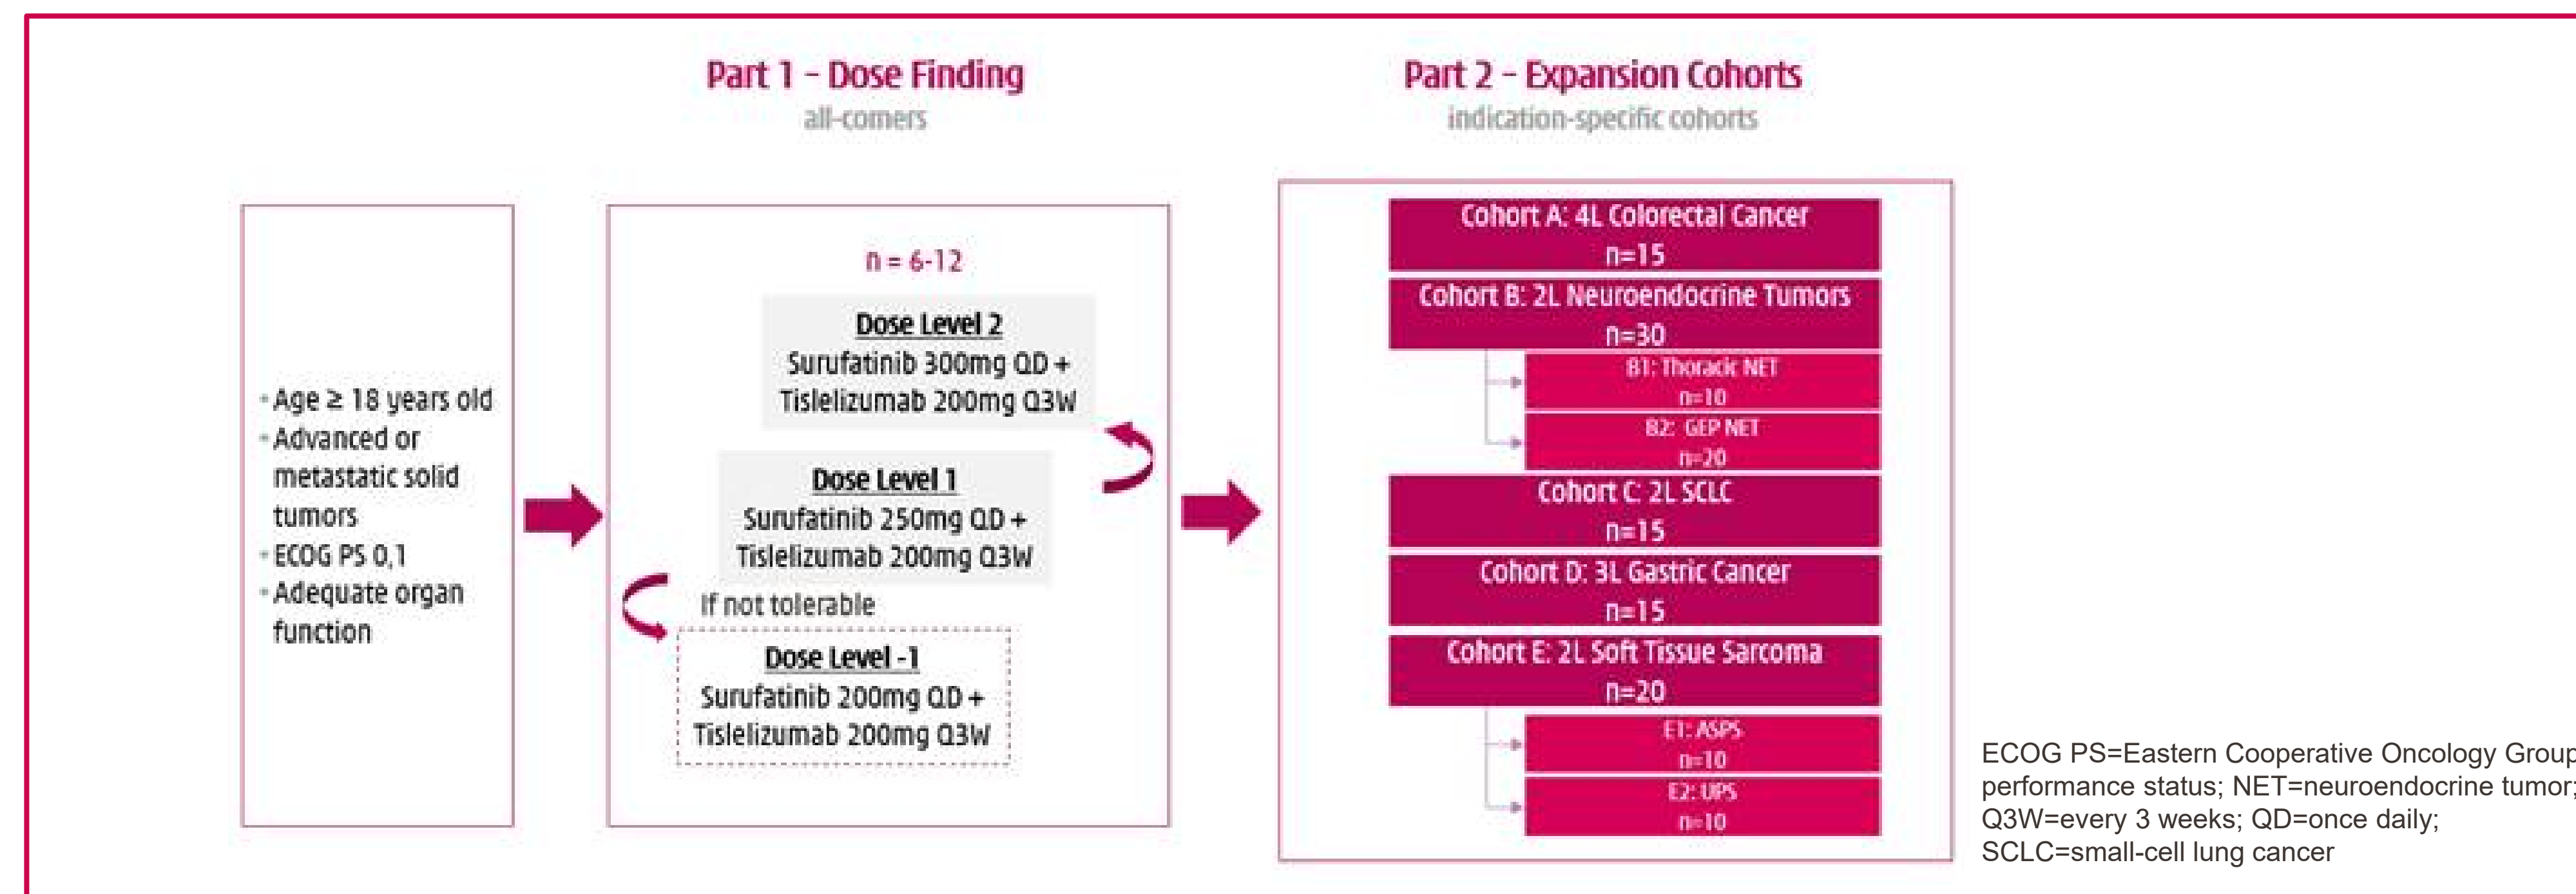 Part 1 – Dose Finding
all-comers
Part 2 – Expansion Cohorts
indication-specific cohorts
• Age ≥ 18 years old
• Advanced or
metastatic solid
tumors
• ECOG PS 0,1
• Adequate organ
function
n = 6-12
Dose Level 2
Surufatinib 300mg QD +
Tislelizumab 200mg Q3W
Dose Level 1
Surufatinib 250mg QD +
Tislelizumab 200mg Q3W
If not tolerable
Dose Level -1
Surufatinib 200mg QD +
Tislelizumab 200mg Q3W
Cohort A: 4L Colorectal Cancer
n=15
Cohort B: 2L Neuroendocrine Tumors
n=30
B1: Thoracic NET
n=10
B2: GEP NET
n=20
Cohort C: 2L SCLC
n=15
Cohort D: 3L Gastric Cancer
n=15
Cohort E: 2L Soft Tissue Sarcoma
n=20
E1: ASPS
n=10
E2: UPS
n=10
ECOG PS=Eastern Cooperative Oncology Group
performance status; NET=neuroendocrine tumor;
Q3W=every 3 weeks; QD=once daily;
SCLC=small-cell lung cancer